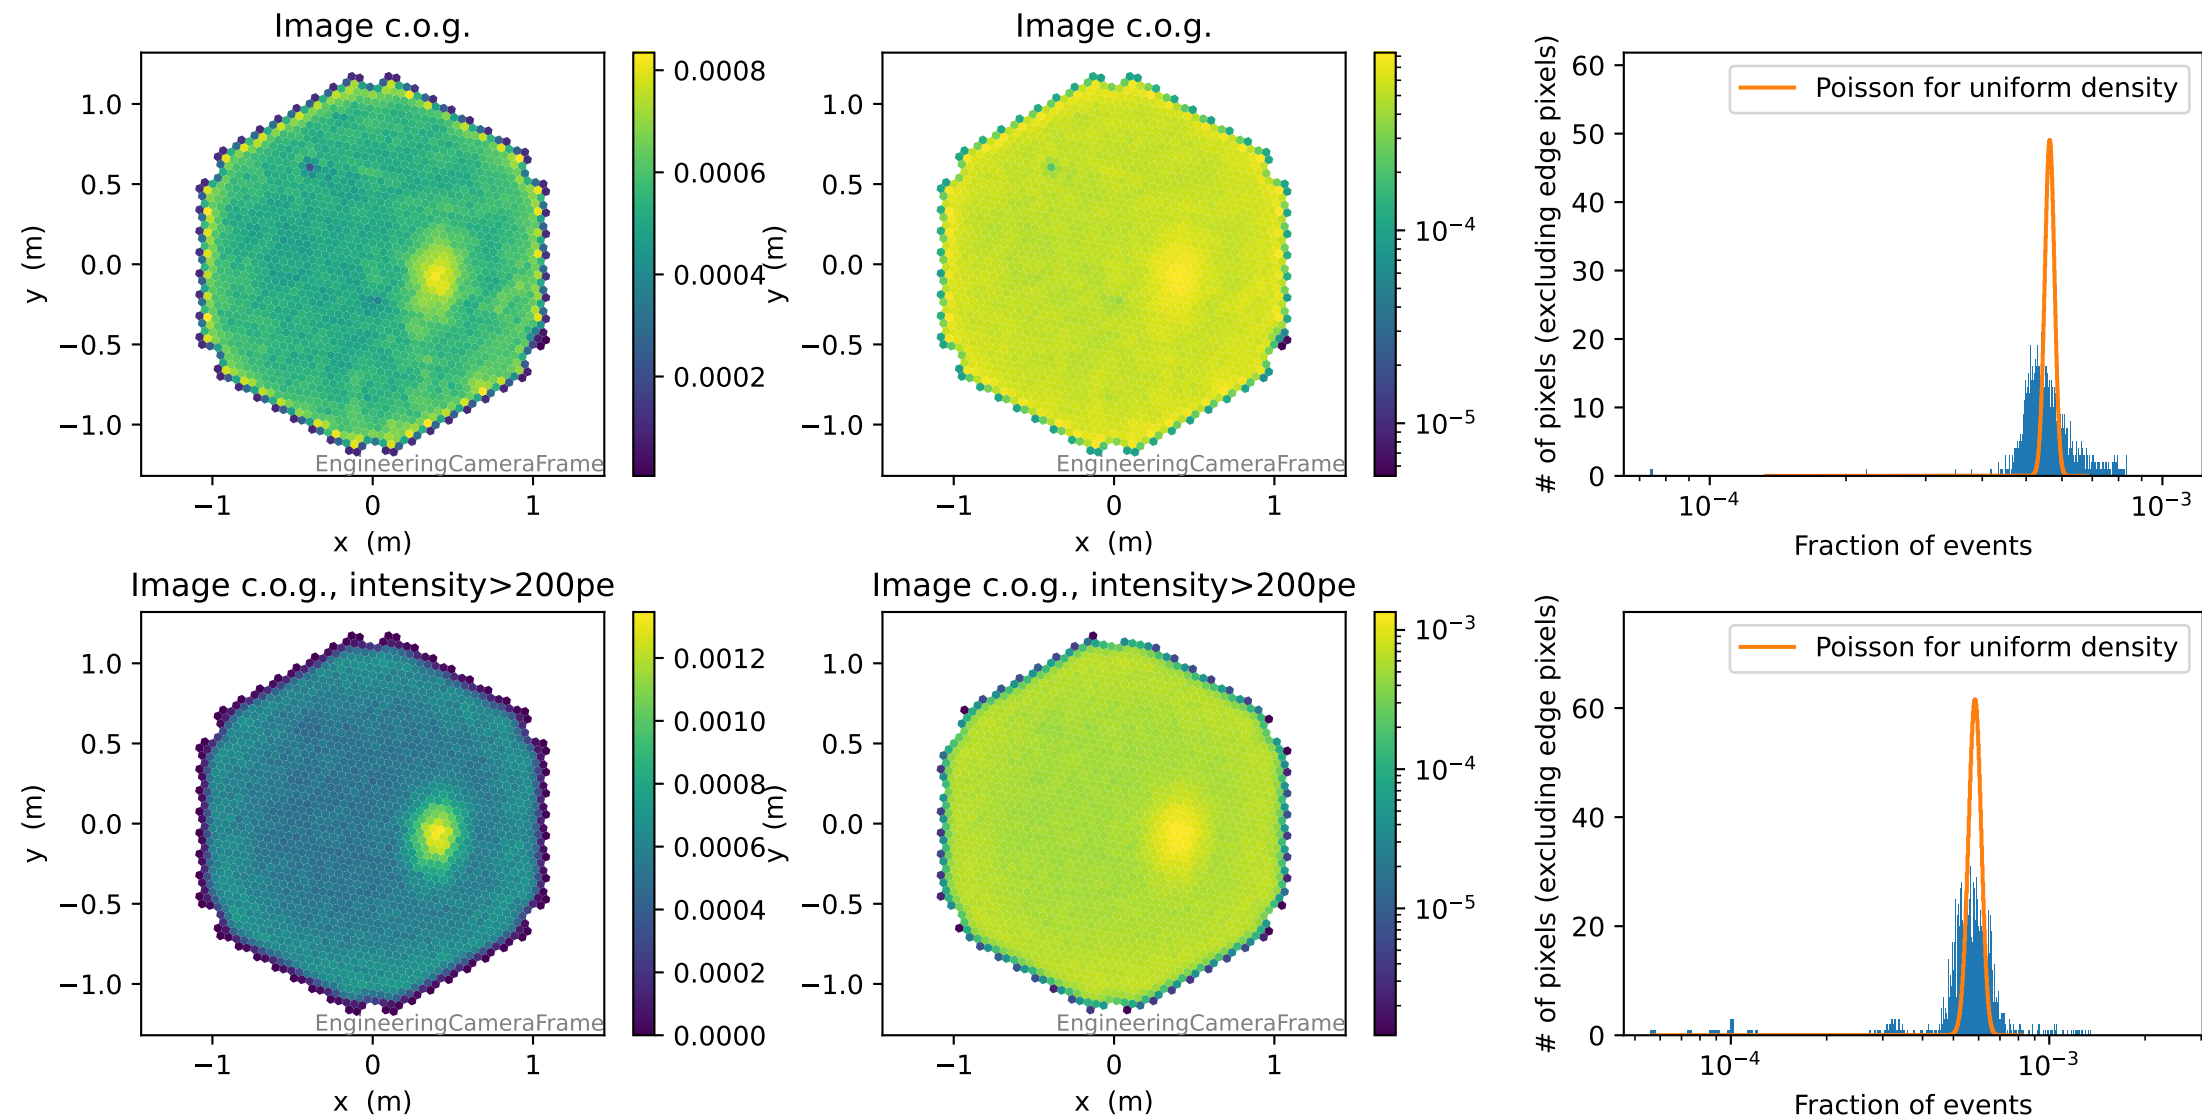 Image c.o.g.
1.0
0.5
0.0
−0.5
−1.0
y (m)
−1
0
1
x (m)
EngineeringCameraFrame
0.0008
0.0006
0.0004
0.0002
Image c.o.g.
1.0
0.5
0.0
−0.5
−1.0
y (m)
−1
0
1
x (m)
EngineeringCameraFrame
10⁻⁴
10⁻⁵
60
50
40
30
20
10
0
# of pixels (excluding edge pixels)
Poisson for uniform density
10⁻⁴
10⁻³
Fraction of events
Image c.o.g., intensity>200pe
1.0
0.5
0.0
−0.5
−1.0
y (m)
−1
0
1
x (m)
EngineeringCameraFrame
0.0012
0.0010
0.0008
0.0006
0.0004
0.0002
0.0000
Image c.o.g., intensity>200pe
1.0
0.5
0.0
−0.5
−1.0
y (m)
−1
0
1
x (m)
EngineeringCameraFrame
10⁻³
10⁻⁴
10⁻⁵
60
40
20
0
# of pixels (excluding edge pixels)
Poisson for uniform density
10⁻⁴
10⁻³
Fraction of events